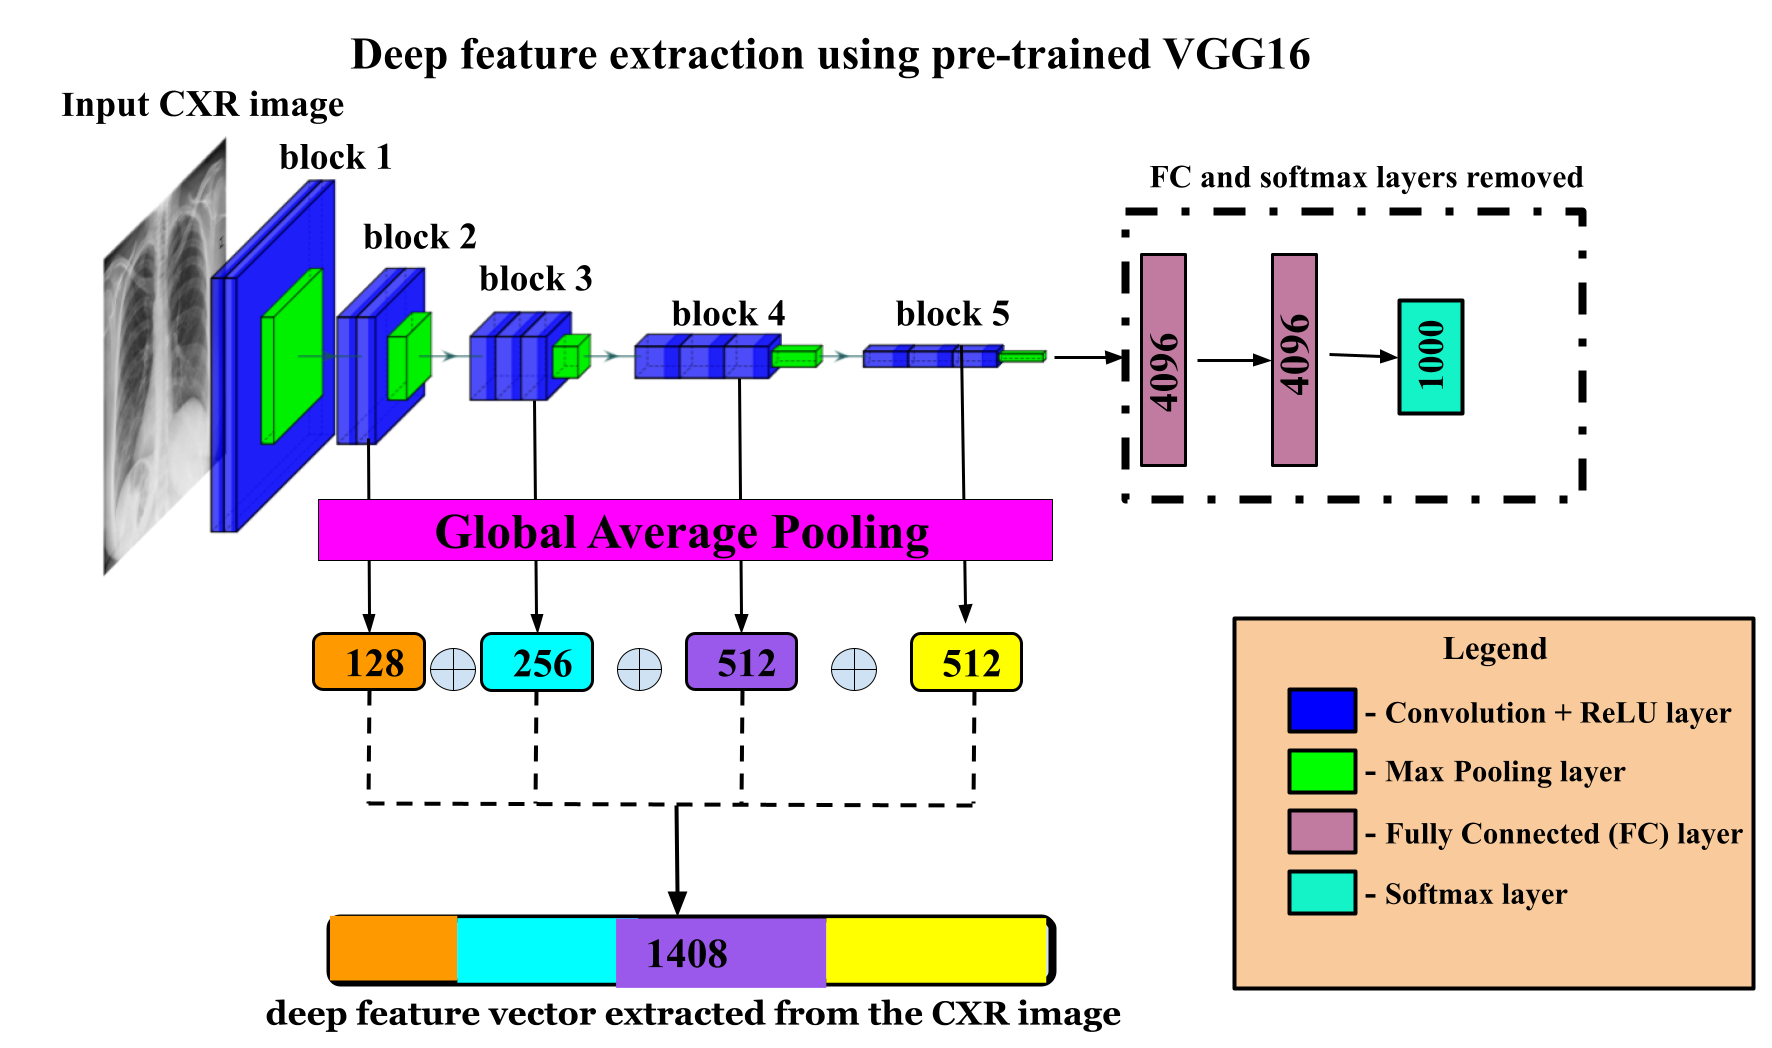 Deep feature extraction using pre-trained VGG16
Input CXR image
block 1
block 2
block 3
block 4
block 5
FC and softmax layers removed
4096
4096
1000
Global Average Pooling
128
256
512
512
1408
deep feature vector extracted from the CXR image
Legend
- Convolution + ReLU layer
- Max Pooling layer
- Fully Connected (FC) layer
- Softmax layer